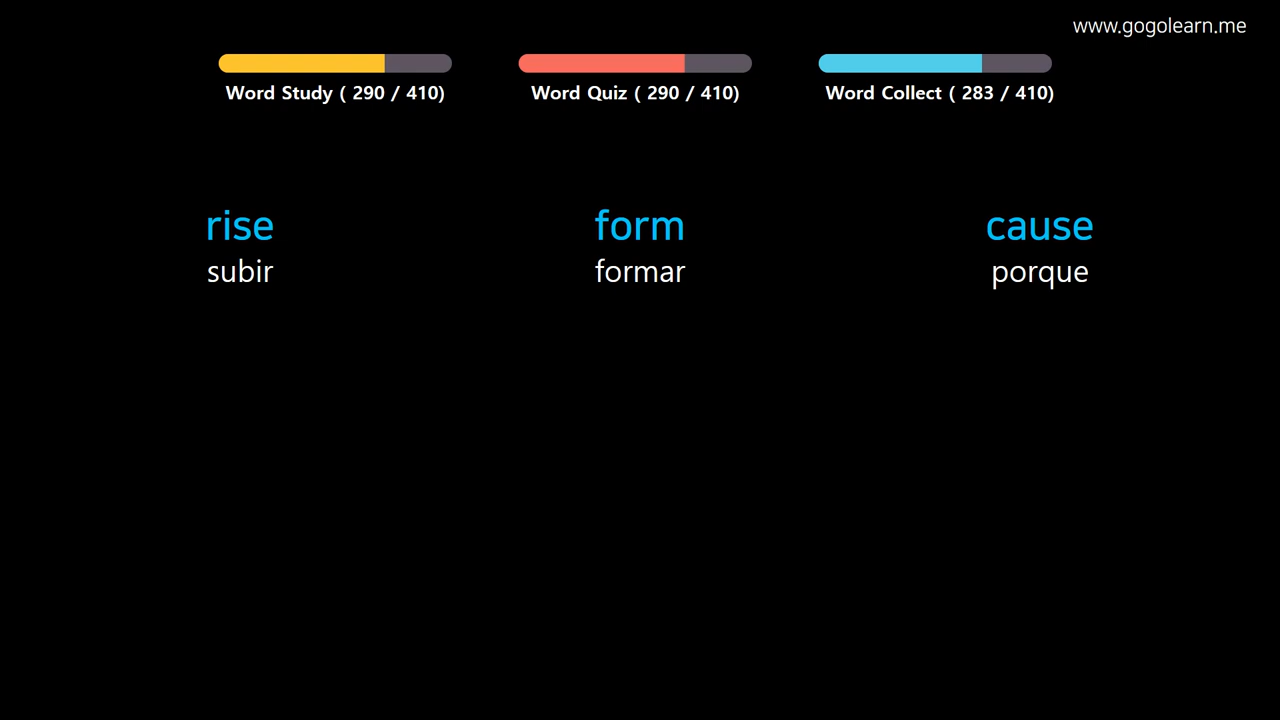 www.gogolearn.me
Word Study ( 290 / 410)
Word Quiz ( 290 / 410)
Word Collect ( 283 / 410)
rise
subir
form
formar
cause
porque